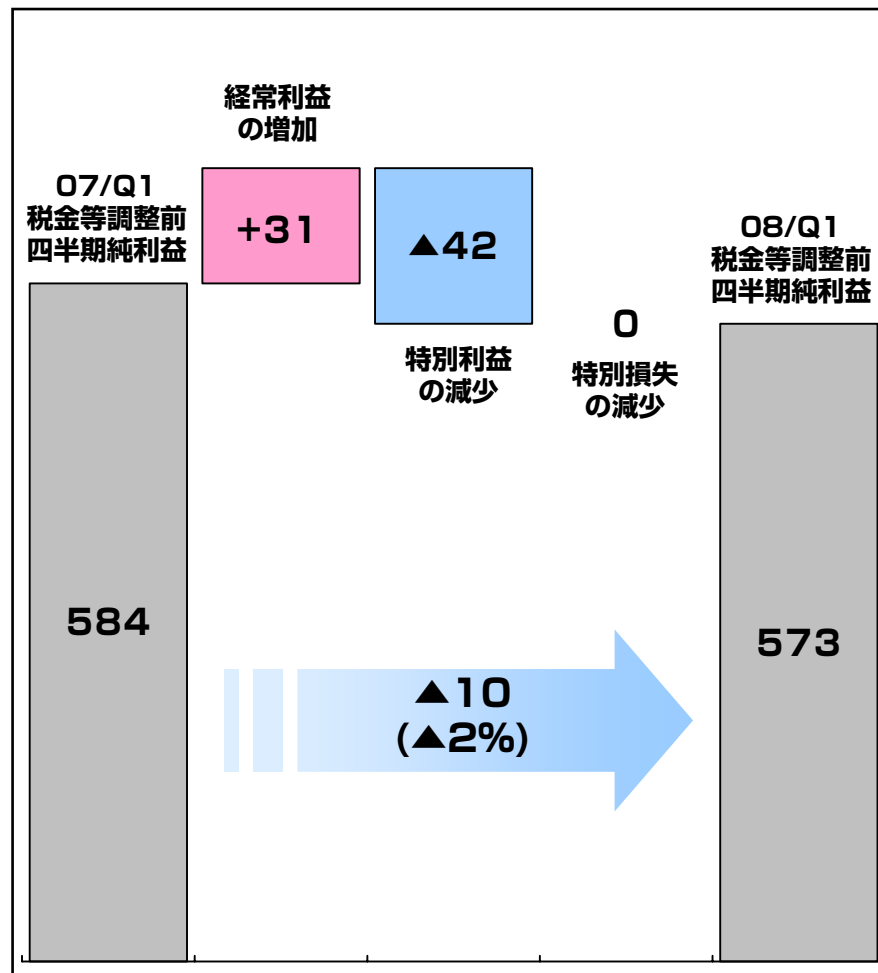 経常利益
の増加
07/Q1
税金等調整前
四半期純利益
+31
▲42
08/Q1
税金等調整前
四半期純利益
0
特別利益
の減少
特別損失
の減少
584
573
▲10
(▲2%)